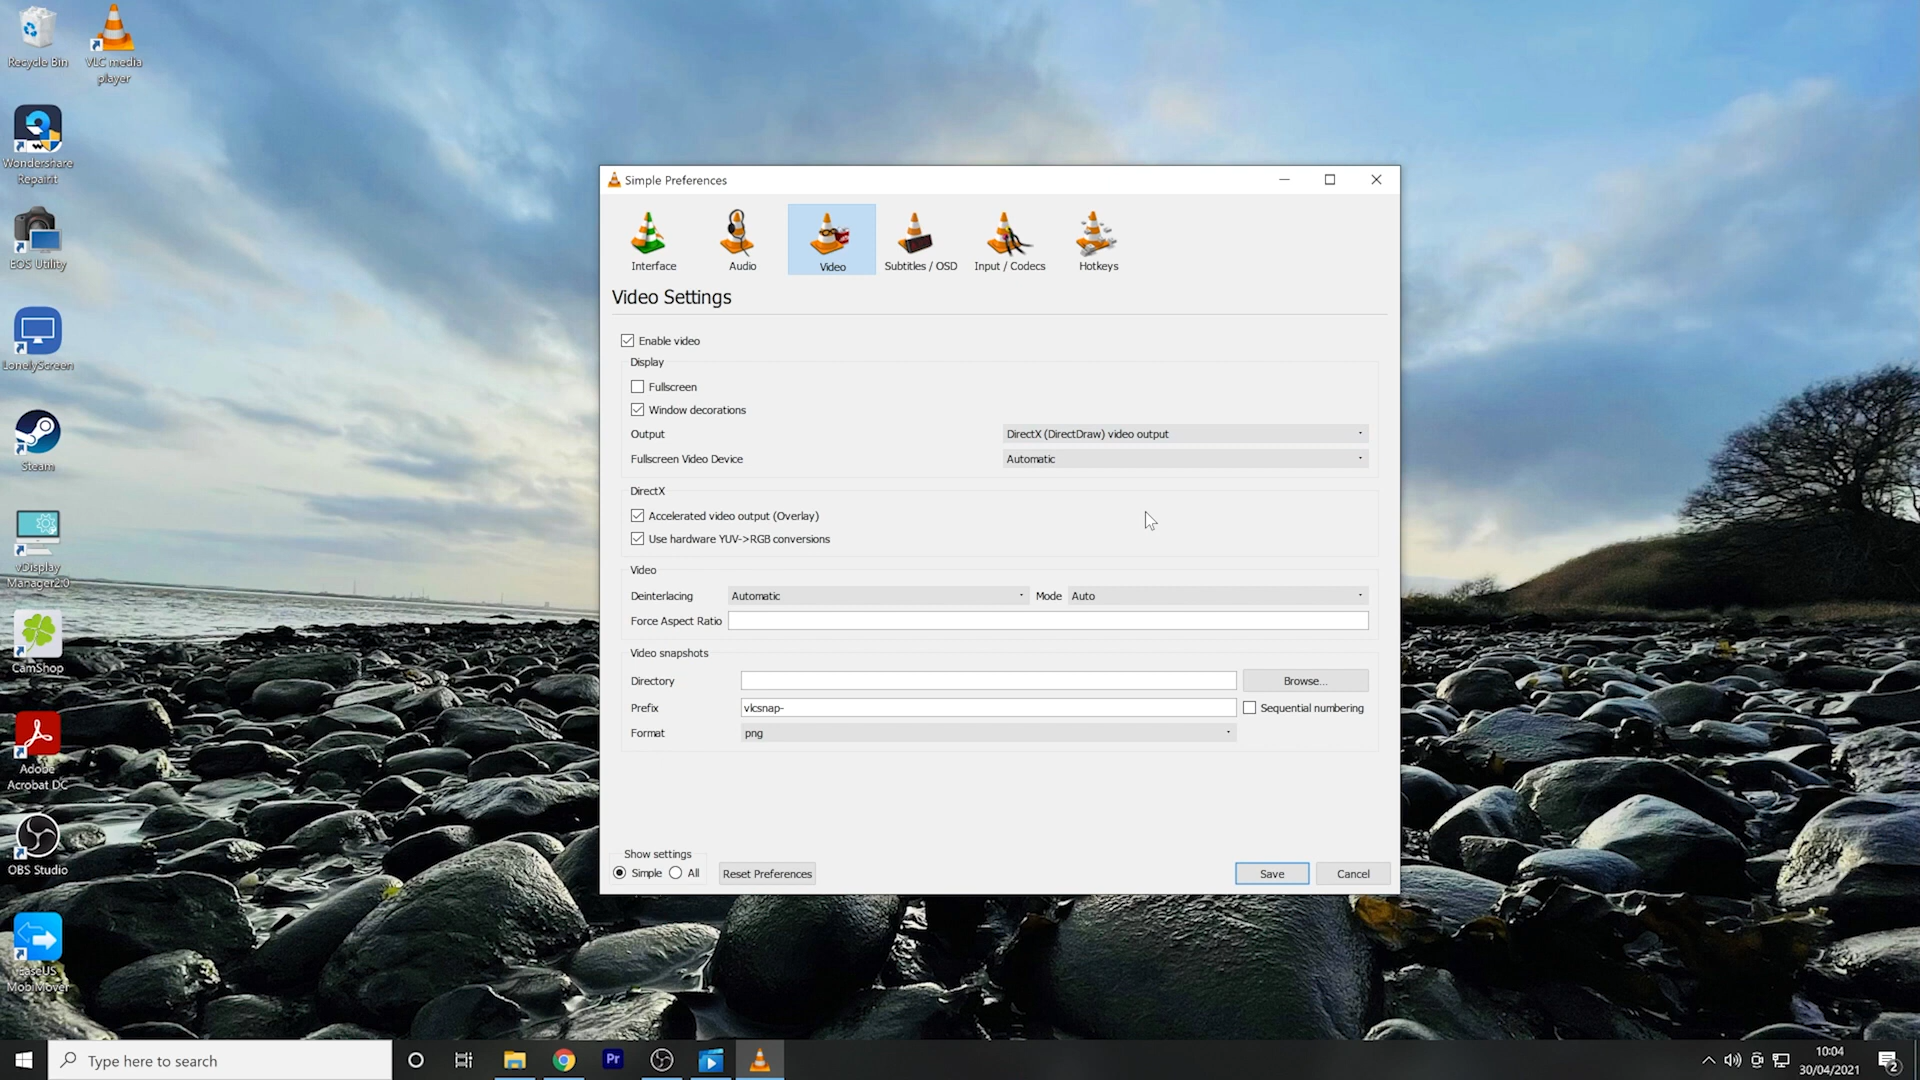 Recycle Bin
VLC media
player
Wondershare
Repairit
EOS Utility
LonelyScreen
Steam
vDisplay
Manager2.0
CamShop
Adobe
Acrobat DC
OBS Studio
EaseUS
MobiMover
Simple Preferences
Interface
Audio
Video
Subtitles / OSD
Input / Codecs
Hotkeys
Video Settings
Enable video
Display
Fullscreen
Window decorations
Output
DirectX (DirectDraw) video output
Fullscreen Video Device
Automatic
DirectX
Accelerated video output (Overlay)
Use hardware YUV->RGB conversions
Video
Deinterlacing
Automatic
Mode
Auto
Force Aspect Ratio
Video snapshots
Directory
Browse...
Prefix
vlcsnap-
Sequential numbering
Format
png
Show settings
Simple
All
Reset Preferences
Save
Cancel
Type here to search
Pr
10:04
30/04/2021
2